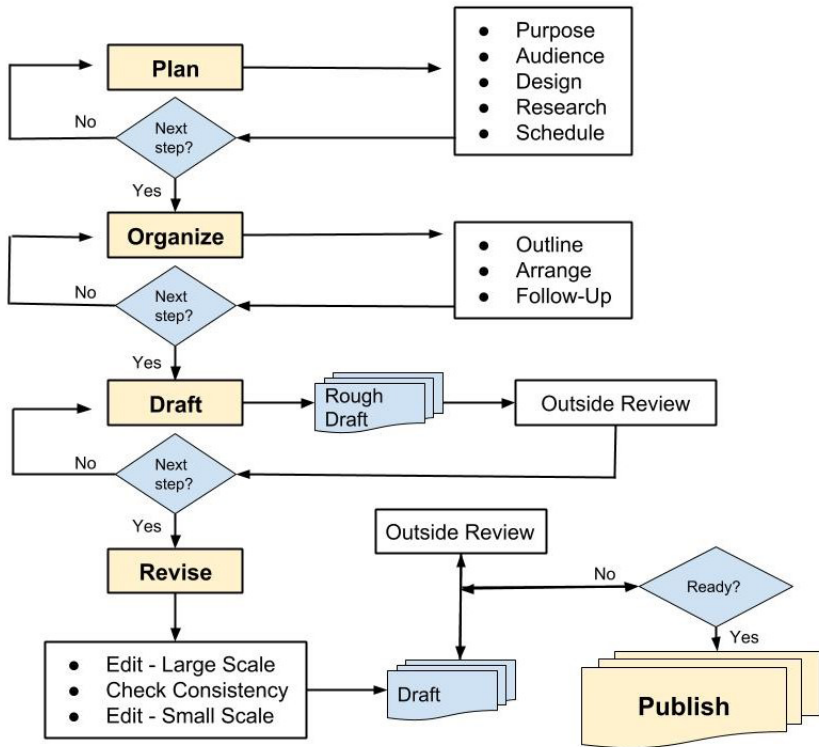 Plan
● Purpose
● Audience
● Design
● Research
● Schedule
No
Next
step?
Yes
Organize
● Outline
● Arrange
● Follow-Up
No
Next
step?
Yes
Draft
Rough
Draft
Outside Review
No
Next
step?
Yes
Revise
Outside Review
No
Ready?
Yes
● Edit - Large Scale
● Check Consistency
● Edit - Small Scale
Draft
Publish